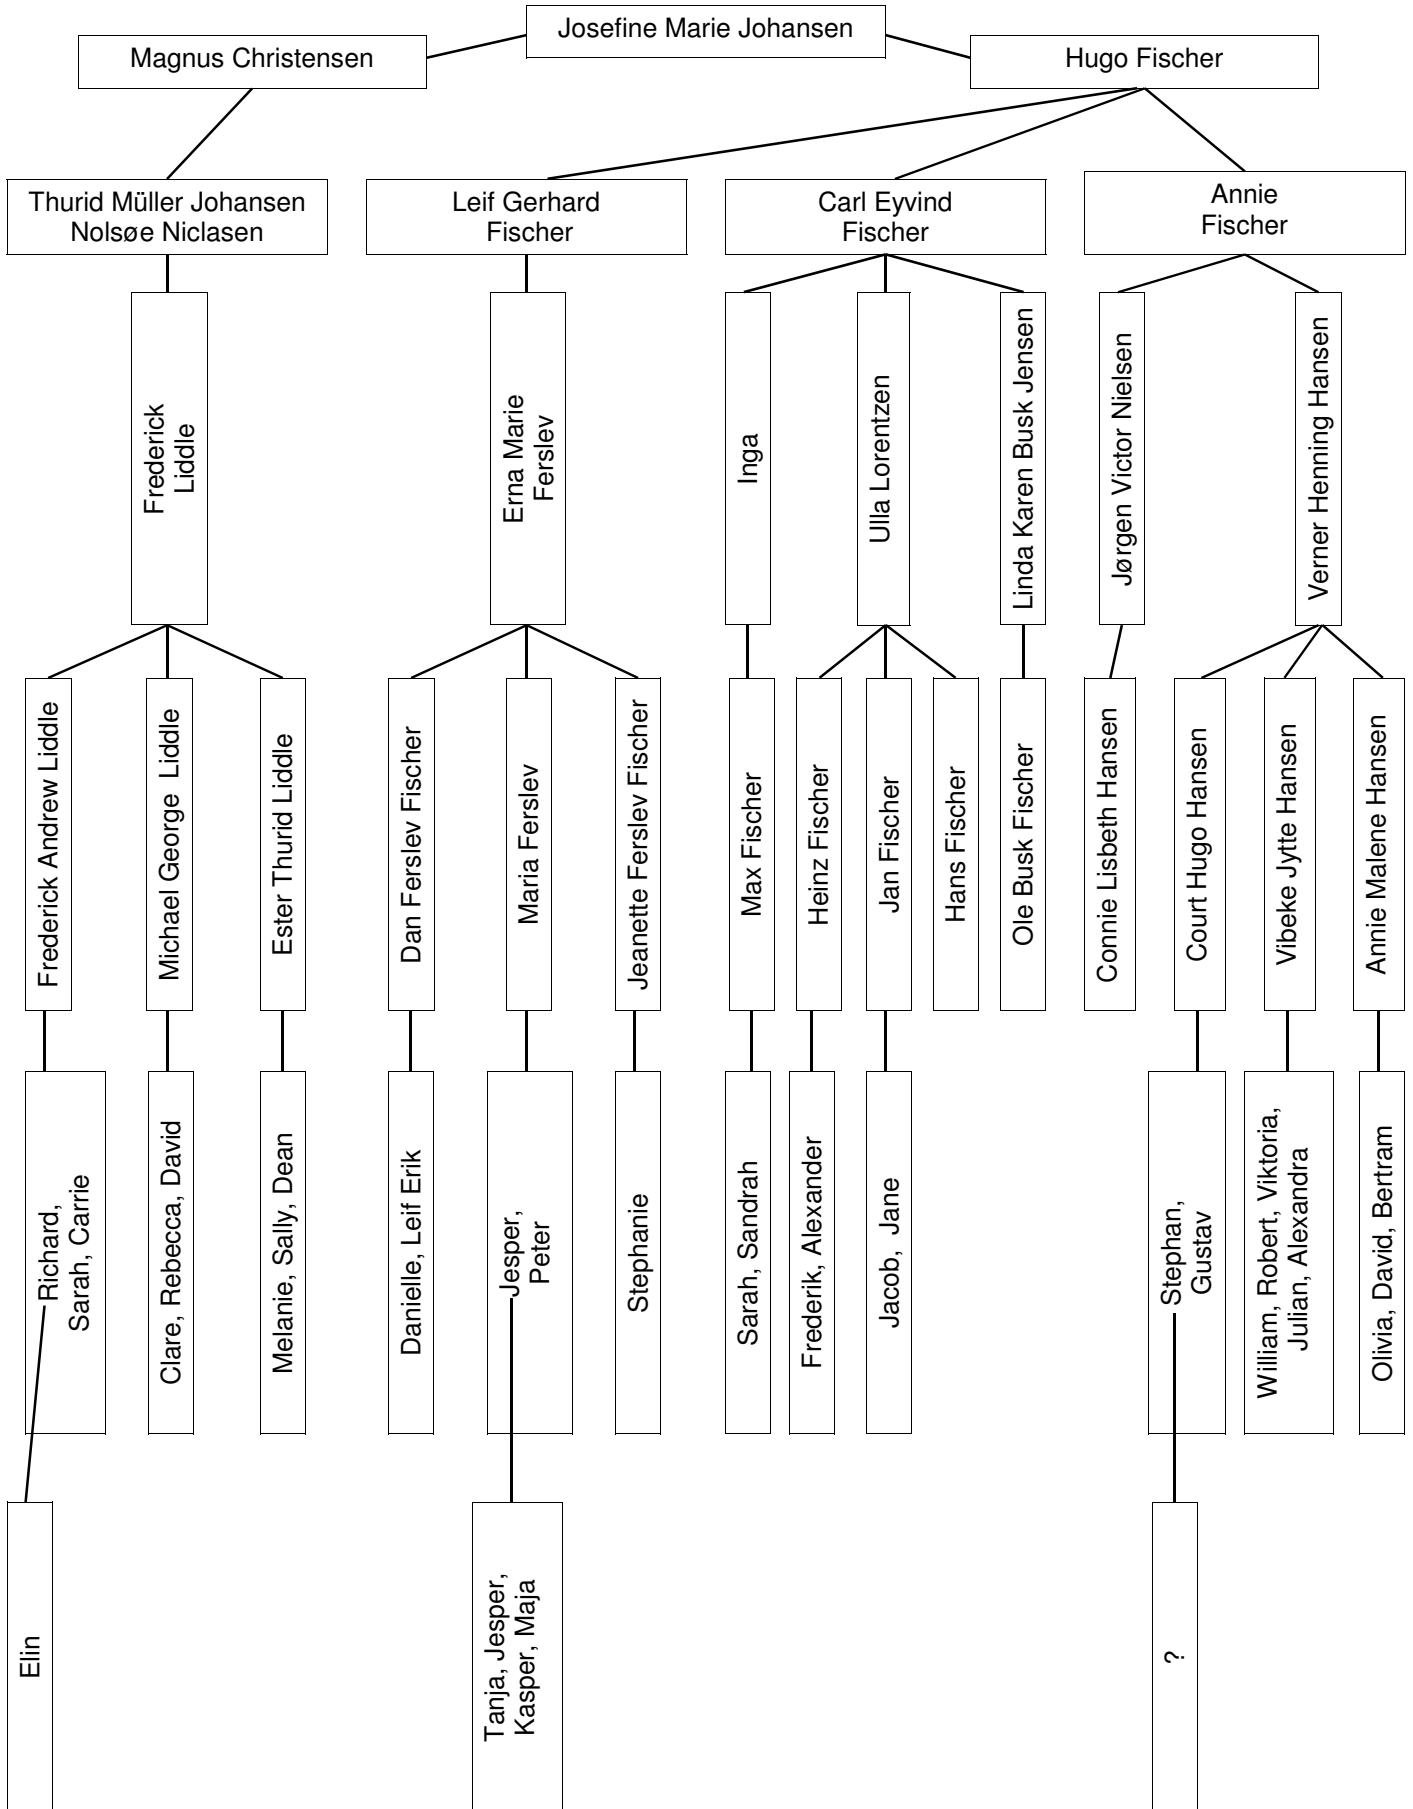 Josefine Marie Johansen
Magnus Christensen
Hugo Fischer
Thurid Müller Johansen
Nolsøe Niclasen
Leif Gerhard
Fischer
Carl Eyvind
Fischer
Annie
Fischer
Frederick
Liddle
Erna Marie
Ferslev
Inga
Ulla Lorentzen
Linda Karen Busk Jensen
Jørgen Victor Nielsen
Verner Henning Hansen
Frederick Andrew Liddle
Michael George Liddle
Ester Thurid Liddle
Dan Ferslev Fischer
Maria Ferslev
Jeanette Ferslev Fischer
Max Fischer
Heinz Fischer
Jan Fischer
Hans Fischer
Ole Busk Fischer
Connie Lisbeth Hansen
Court Hugo Hansen
Vibeke Jytte Hansen
Annie Malene Hansen
Richard,
Sarah, Carrie
Clare, Rebecca, David
Melanie, Sally, Dean
Danielle, Leif Erik
Jesper,
Peter
Stephanie
Sarah, Sandrah
Frederik, Alexander
Jacob, Jane
Stephan,
Gustav
William, Robert, Viktoria,
Julian, Alexandra
Olivia, David, Bertram
Elin
Tanja, Jesper,
Kasper, Maja
?